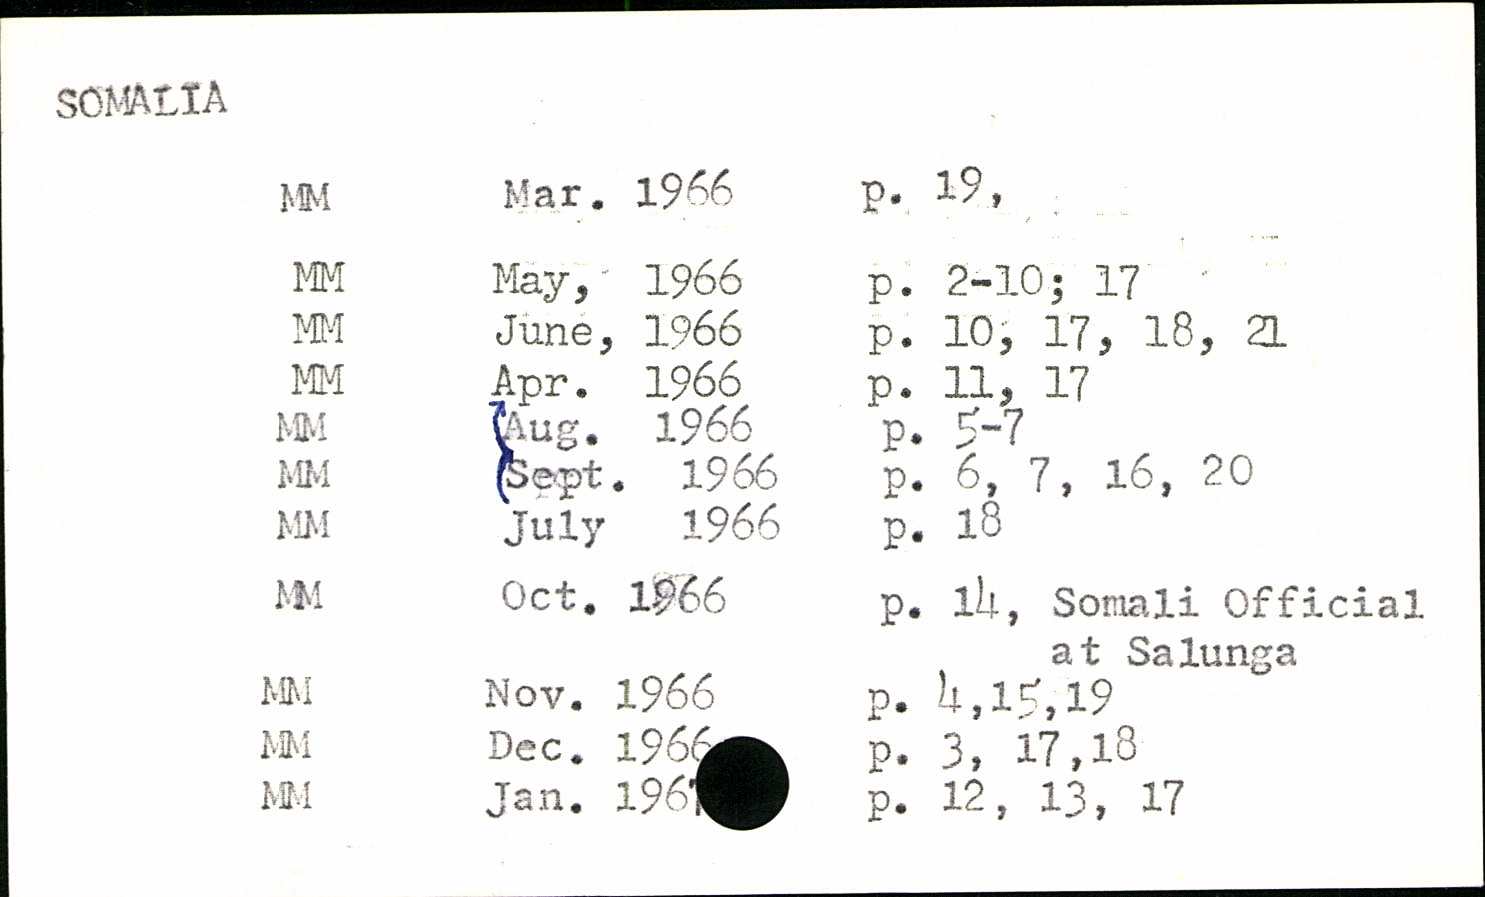 SOMALIA
MM Mar. 1966 p. 19,
MM May, 1966 p. 2-10; 17
MM June, 1966 p. 10; 17, 18, 21
MM Apr. 1966 p. 11, 17
MM Aug. 1966 p. 5-7
MM Sept. 1966 p. 6, 7, 16, 20
MM July 1966 p. 18
MM Oct. 1966 p. 14, Somali Official
at Salunga
MM Nov. 1966 p. 4,15,19
MM Dec. 1966 p. 3, 17,18
MM Jan. 1967 p. 12, 13, 17